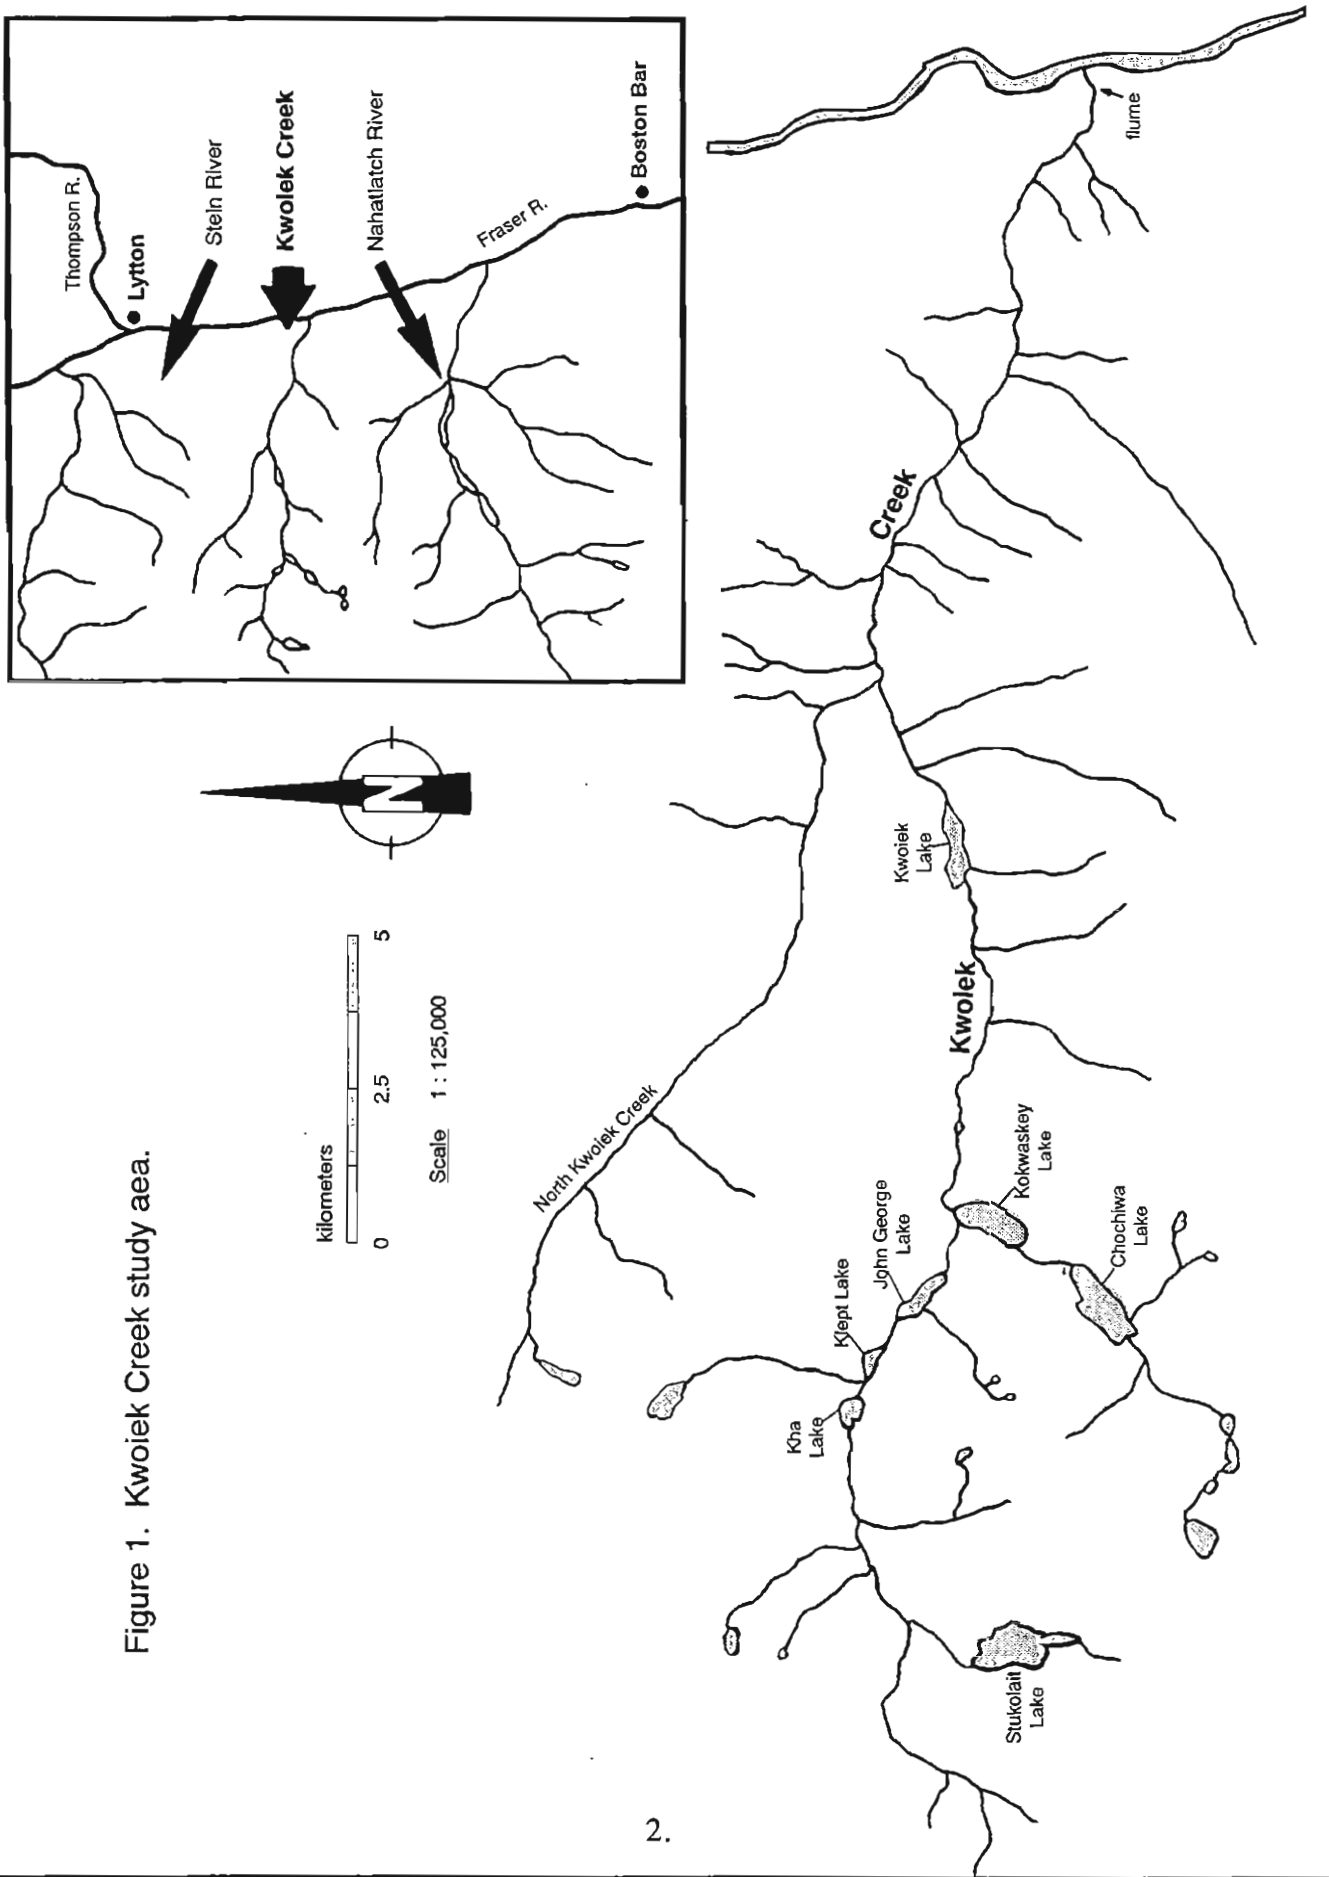 Figure 1. Kwoiek Creek study aea.
kilometers
0
2.5
5
Scale 1 : 125,000
N
Thompson R.
Lytton
Stein River
Kwoiek Creek
Nahatlatch River
Fraser R.
Boston Bar
North Kwoiek Creek
Kwoiek
Creek
flume
Kwoiek
Lake
Kokwaskey
Lake
Chochiwa
Lake
John George
Lake
Klept Lake
Kha
Lake
Stukolait
Lake
2.